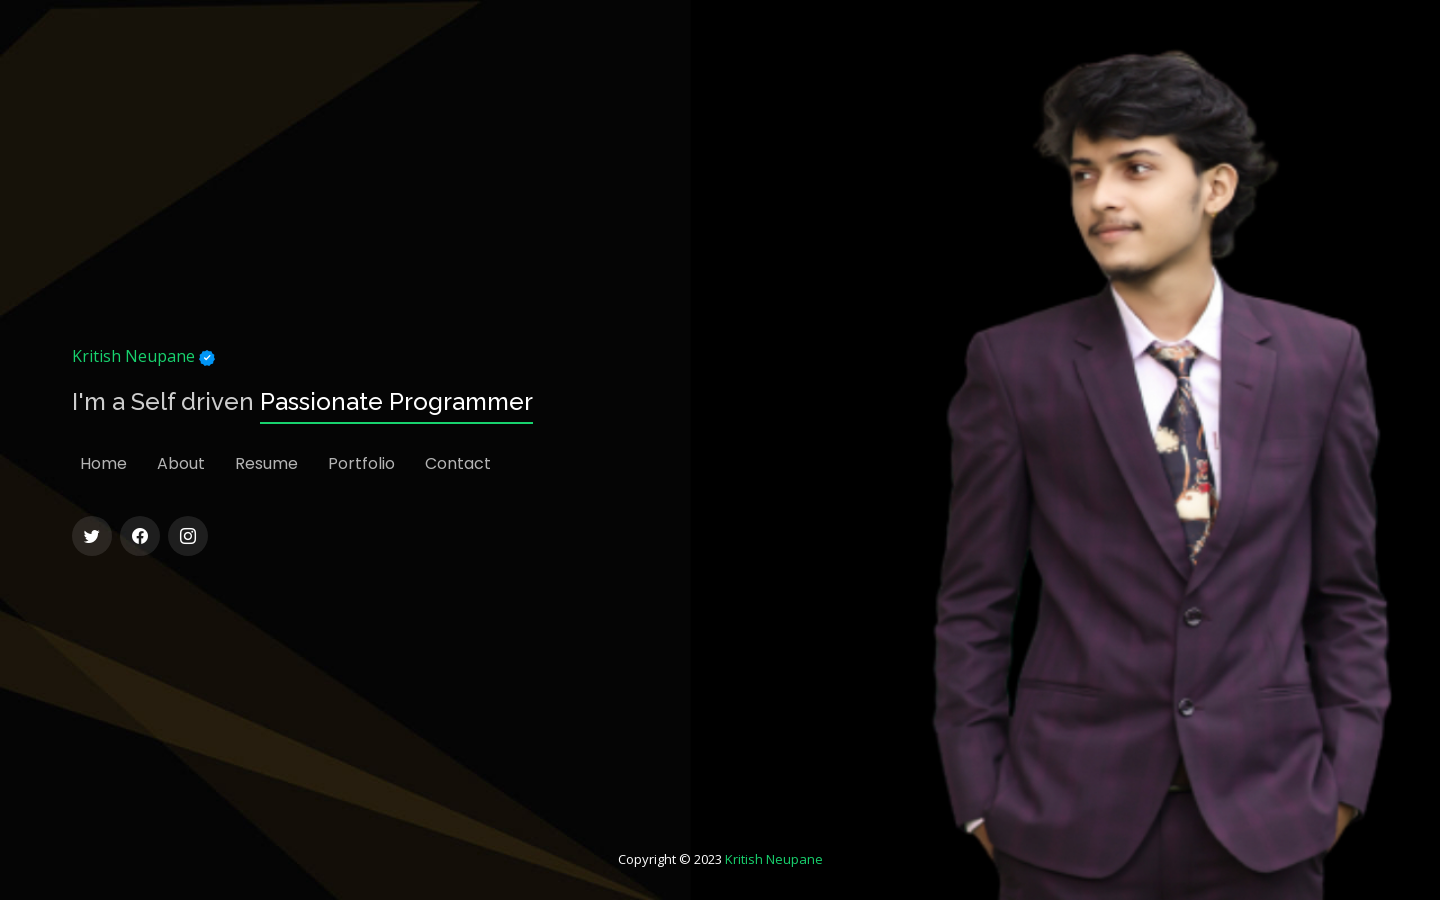 Kritish Neupane
I'm a Self driven Passionate Programmer
Home About Resume Portfolio Contact
Copyright © 2023 Kritish Neupane